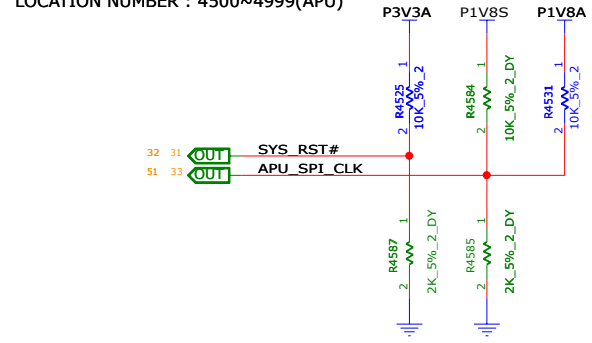 LOCATION NUMBER : 4500~4999(APU)
P3V3A P1V8S P1V8A
1 1 1
R4525 10K_5%_2 R4584 10K_5%_2_DY R4531 10K_5%_2
2 2 2
32 31 OUT SYS_RST#
51 33 OUT APU_SPI_CLK
1 1
R4587 2K_5%_2_DY R4585 2K_5%_2_DY
2 2